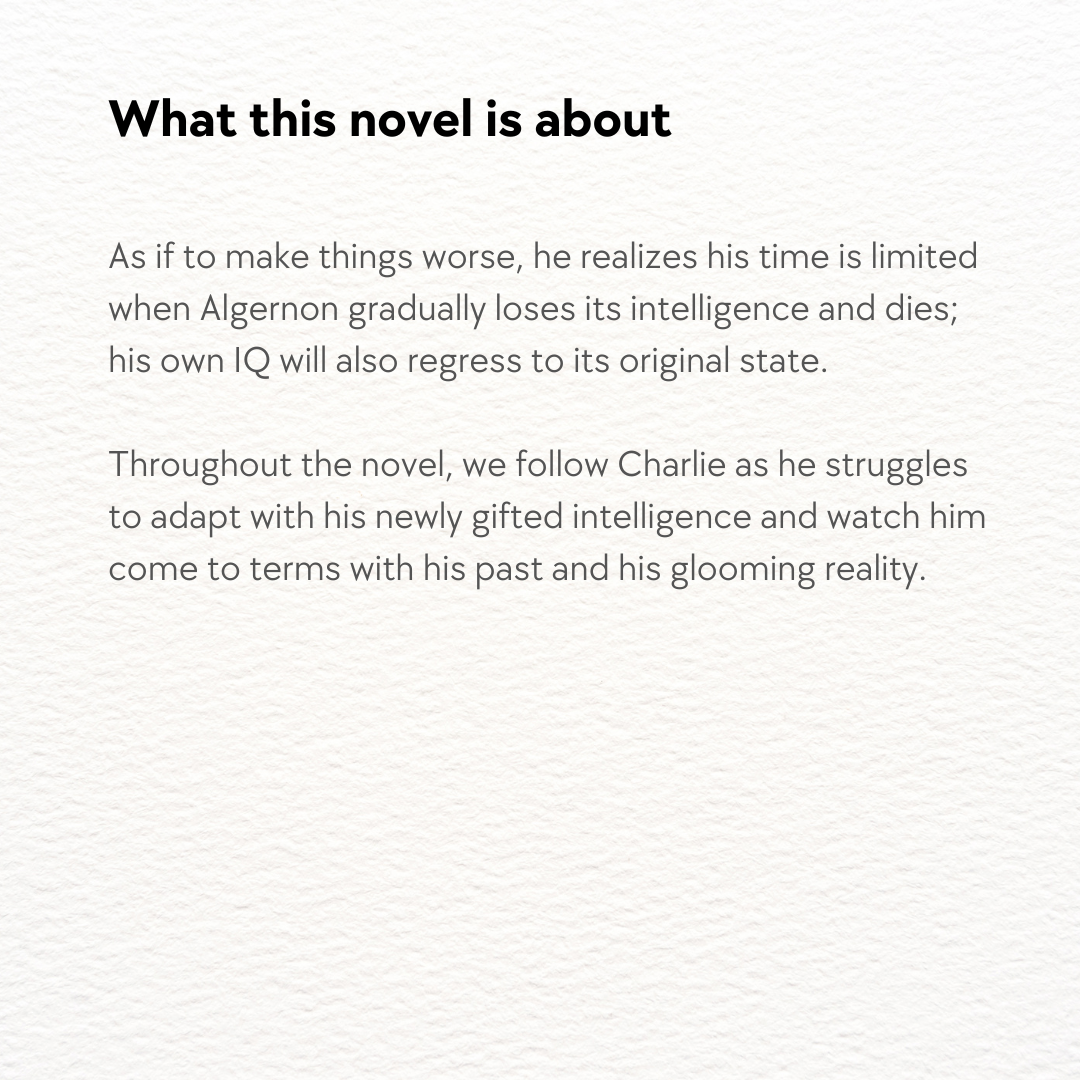 What this novel is about
As if to make things worse, he realizes his time is limited
when Algernon gradually loses its intelligence and dies;
his own IQ will also regress to its original state.
Throughout the novel, we follow Charlie as he struggles
to adapt with his newly gifted intelligence and watch him
come to terms with his past and his glooming reality.